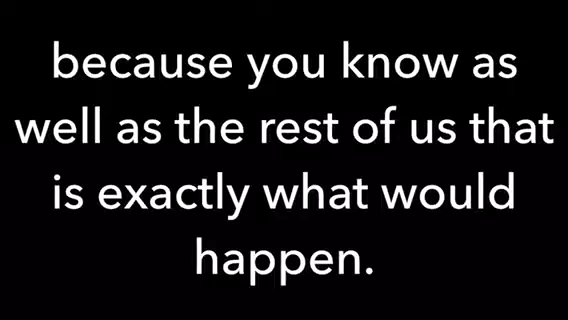 because you know as
well as the rest of us that
is exactly what would
happen.